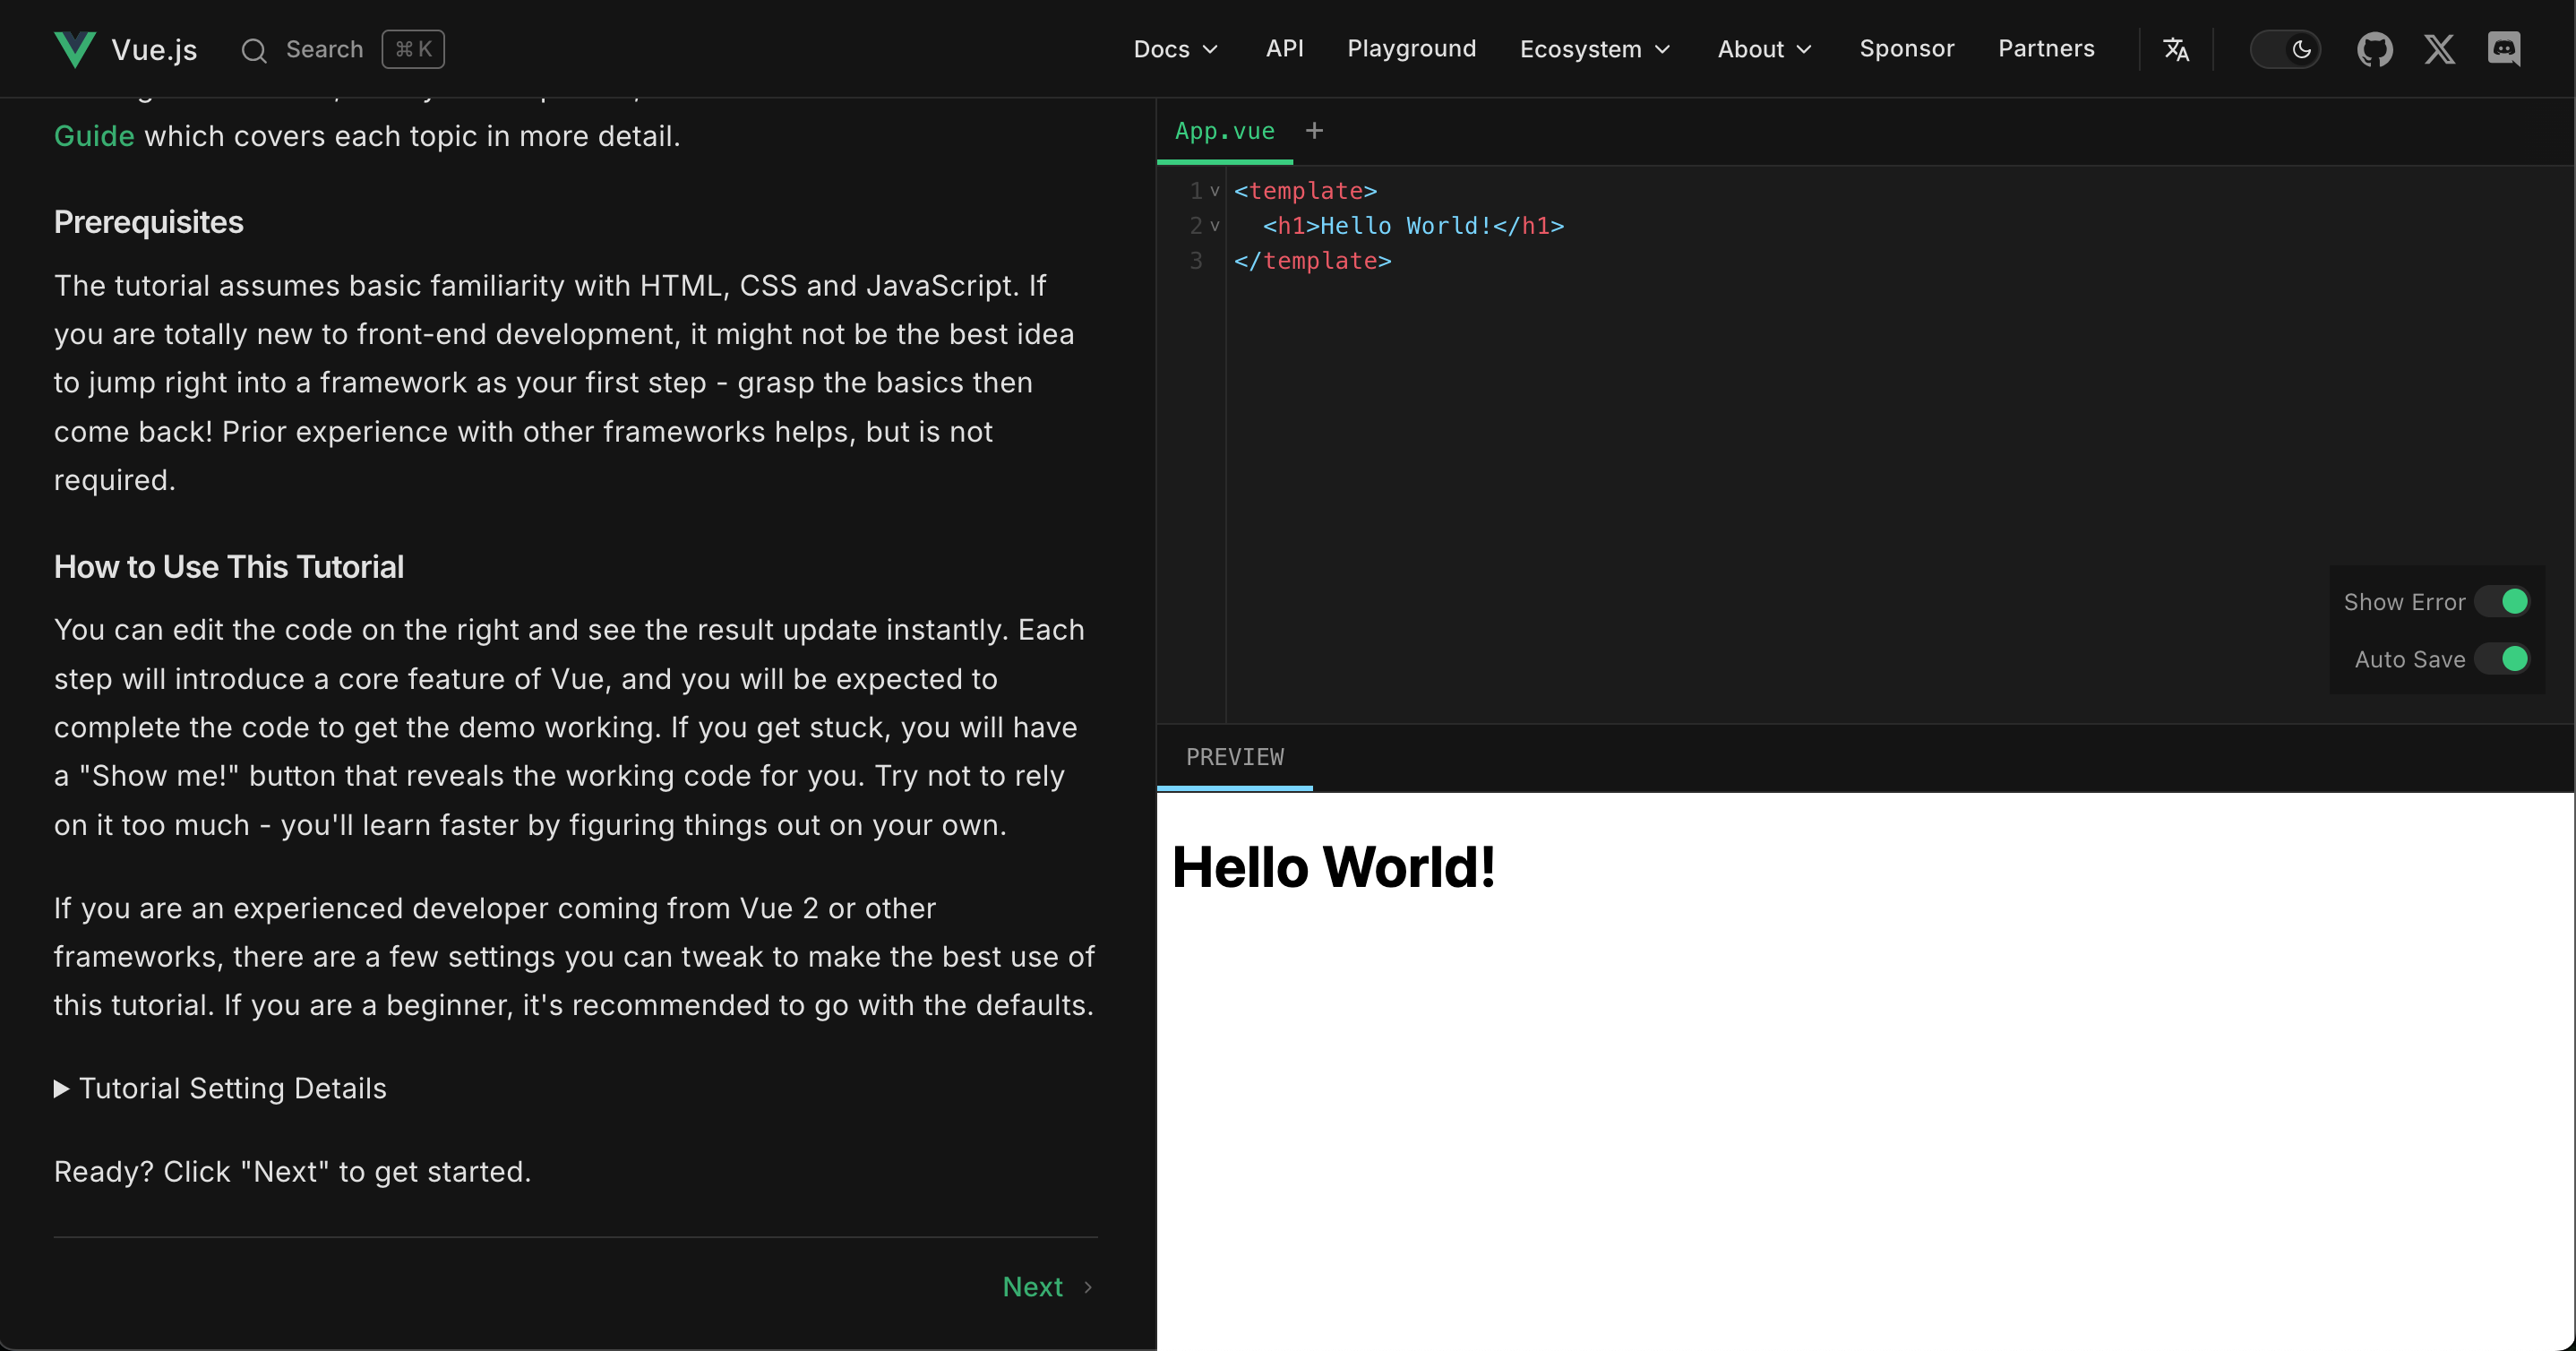 Vue.js Search ⌘ K Docs API Playground Ecosystem About Sponsor Partners
Guide which covers each topic in more detail.
Prerequisites
The tutorial assumes basic familiarity with HTML, CSS and JavaScript. If
you are totally new to front-end development, it might not be the best idea
to jump right into a framework as your first step - grasp the basics then
come back! Prior experience with other frameworks helps, but is not
required.
How to Use This Tutorial
You can edit the code on the right and see the result update instantly. Each
step will introduce a core feature of Vue, and you will be expected to
complete the code to get the demo working. If you get stuck, you will have
a "Show me!" button that reveals the working code for you. Try not to rely
on it too much - you'll learn faster by figuring things out on your own.
If you are an experienced developer coming from Vue 2 or other
frameworks, there are a few settings you can tweak to make the best use of
this tutorial. If you are a beginner, it's recommended to go with the defaults.
Tutorial Setting Details
Ready? Click "Next" to get started.
Next
App.vue +
1 <template>
2   <h1>Hello World!</h1>
3 </template>
Show Error
Auto Save
PREVIEW
Hello World!